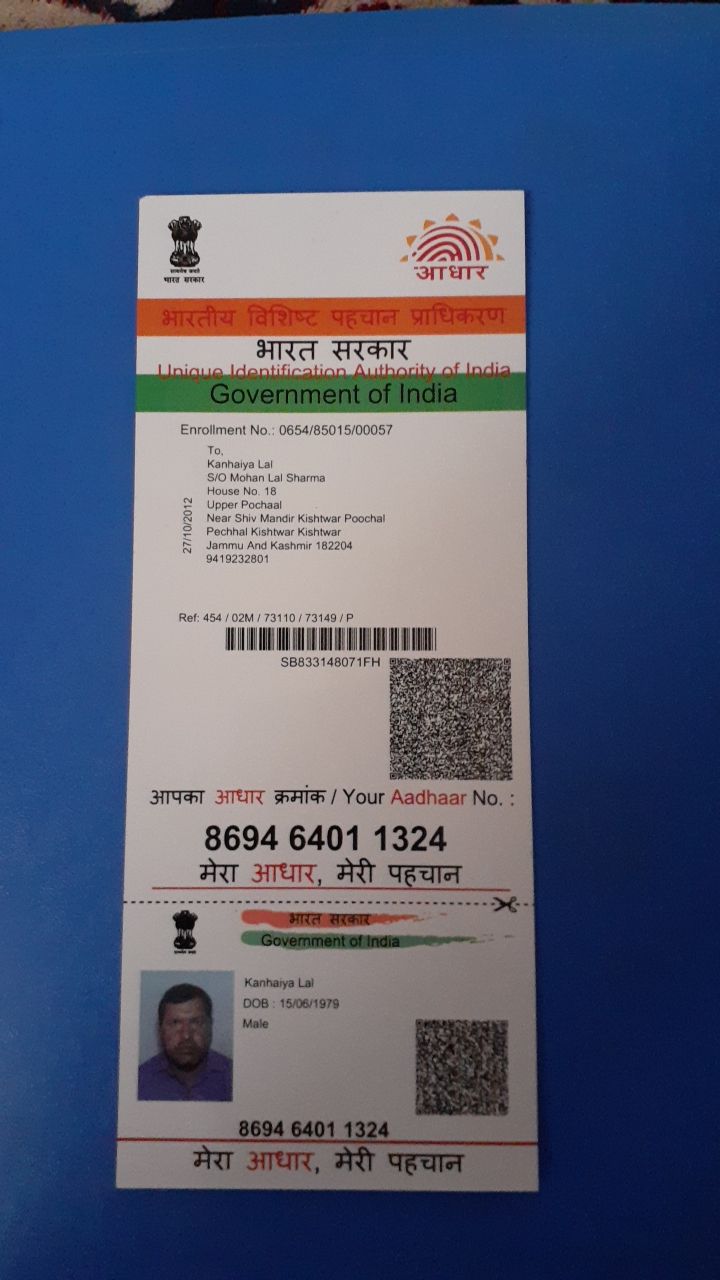 सत्यमेव जयते
भारत सरकार
आधार
भारतीय विशिष्ट पहचान प्राधिकरण
भारत सरकार
Unique Identification Authority of India
Government of India
Enrollment No.: 0654/85015/00057
27/10/2012
To,
Kanhaiya Lal
S/O Mohan Lal Sharma
House No. 18
Upper Pochaal
Near Shiv Mandir Kishtwar Poochal
Pechhal Kishtwar Kishtwar
Jammu And Kashmir 182204
9419232801
Ref: 454 / 02M / 73110 / 73149 / P
SB833148071FH
आपका आधार क्रमांक / Your Aadhaar No. :
8694 6401 1324
मेरा आधार, मेरी पहचान
भारत सरकार
Government of India
Kanhaiya Lal
DOB : 15/06/1979
Male
8694 6401 1324
मेरा आधार, मेरी पहचान